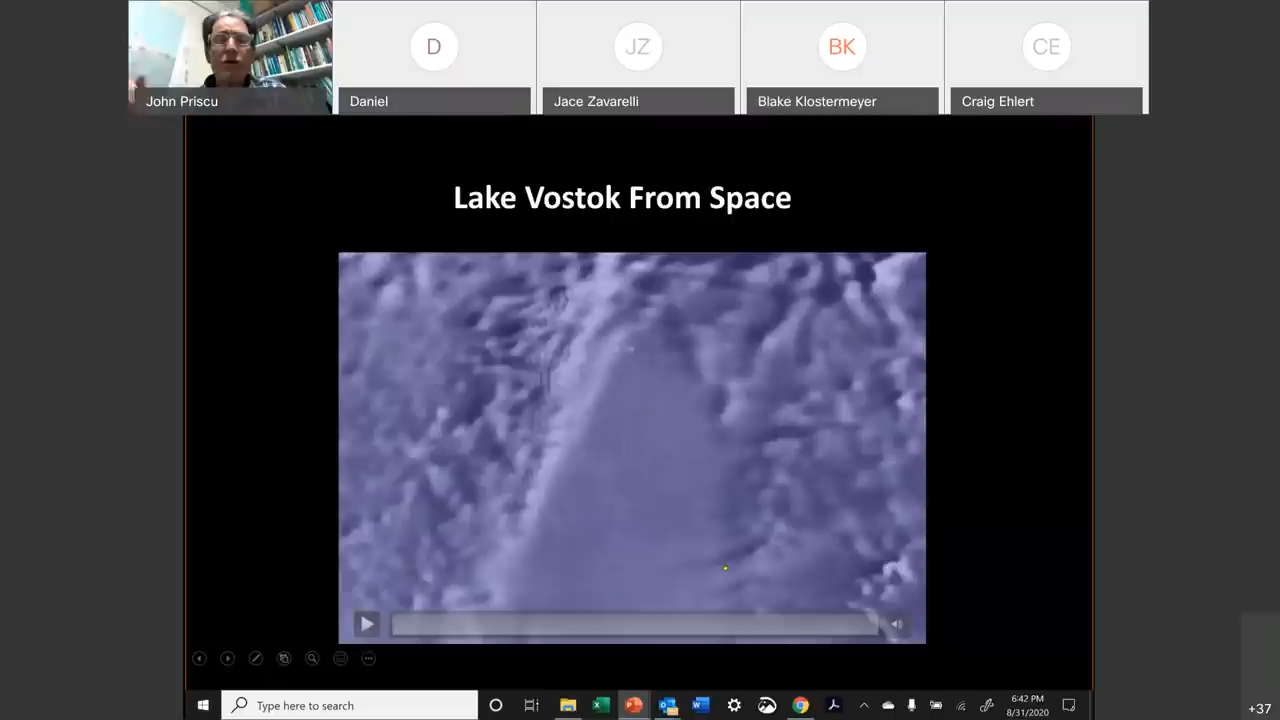 D
JZ
BK
CE
John Priscu
Daniel
Jace Zavarelli
Blake Klostermeyer
Craig Ehlert
Lake Vostok From Space
Type here to search
6:42 PM
8/31/2020
+37